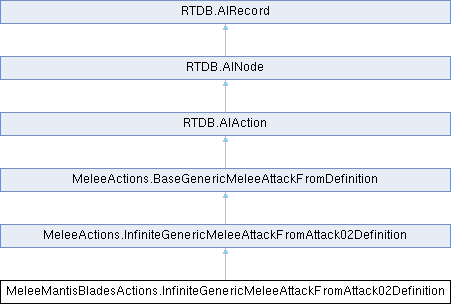 RTDB.AIRecord
RTDB.AINode
RTDB.AIAction
MeleeActions.BaseGenericMeleeAttackFromDefinition
MeleeActions.InfiniteGenericMeleeAttackFromAttack02Definition
MeleeMantisBladesActions.InfiniteGenericMeleeAttackFromAttack02Definition